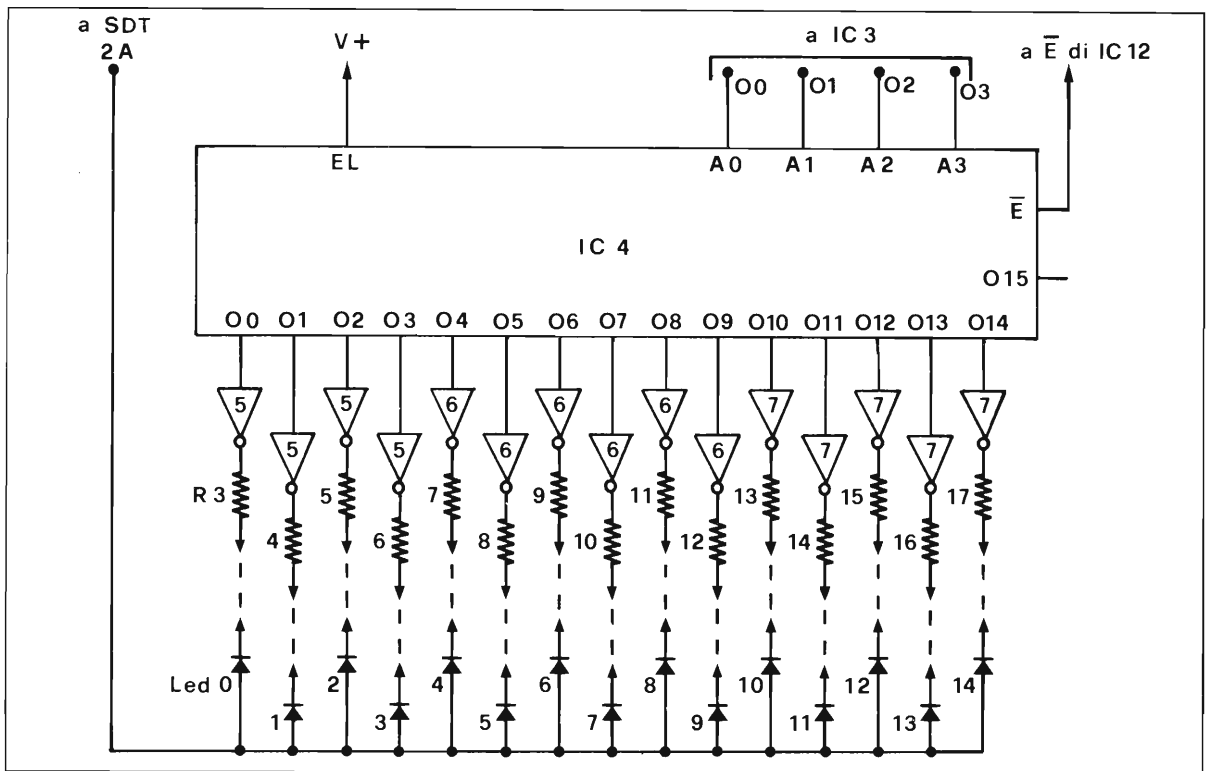 a SDT
2A
V+
a IC 3
a E̅ di IC 12
O0 O1 O2 O3
EL
A0 A1 A2 A3
E̅
IC 4
O15
O0 O1 O2 O3 O4 O5 O6 O7 O8 O9 O10 O11 O12 O13 O14
5 5 6 6 6 7 7 7
5 5 6 6 6 7 7
R 3 5 7 9 11 13 15 17
4 6 8 10 12 14 16
Led 0 2 4 6 8 10 12 14
1 3 5 7 9 11 13